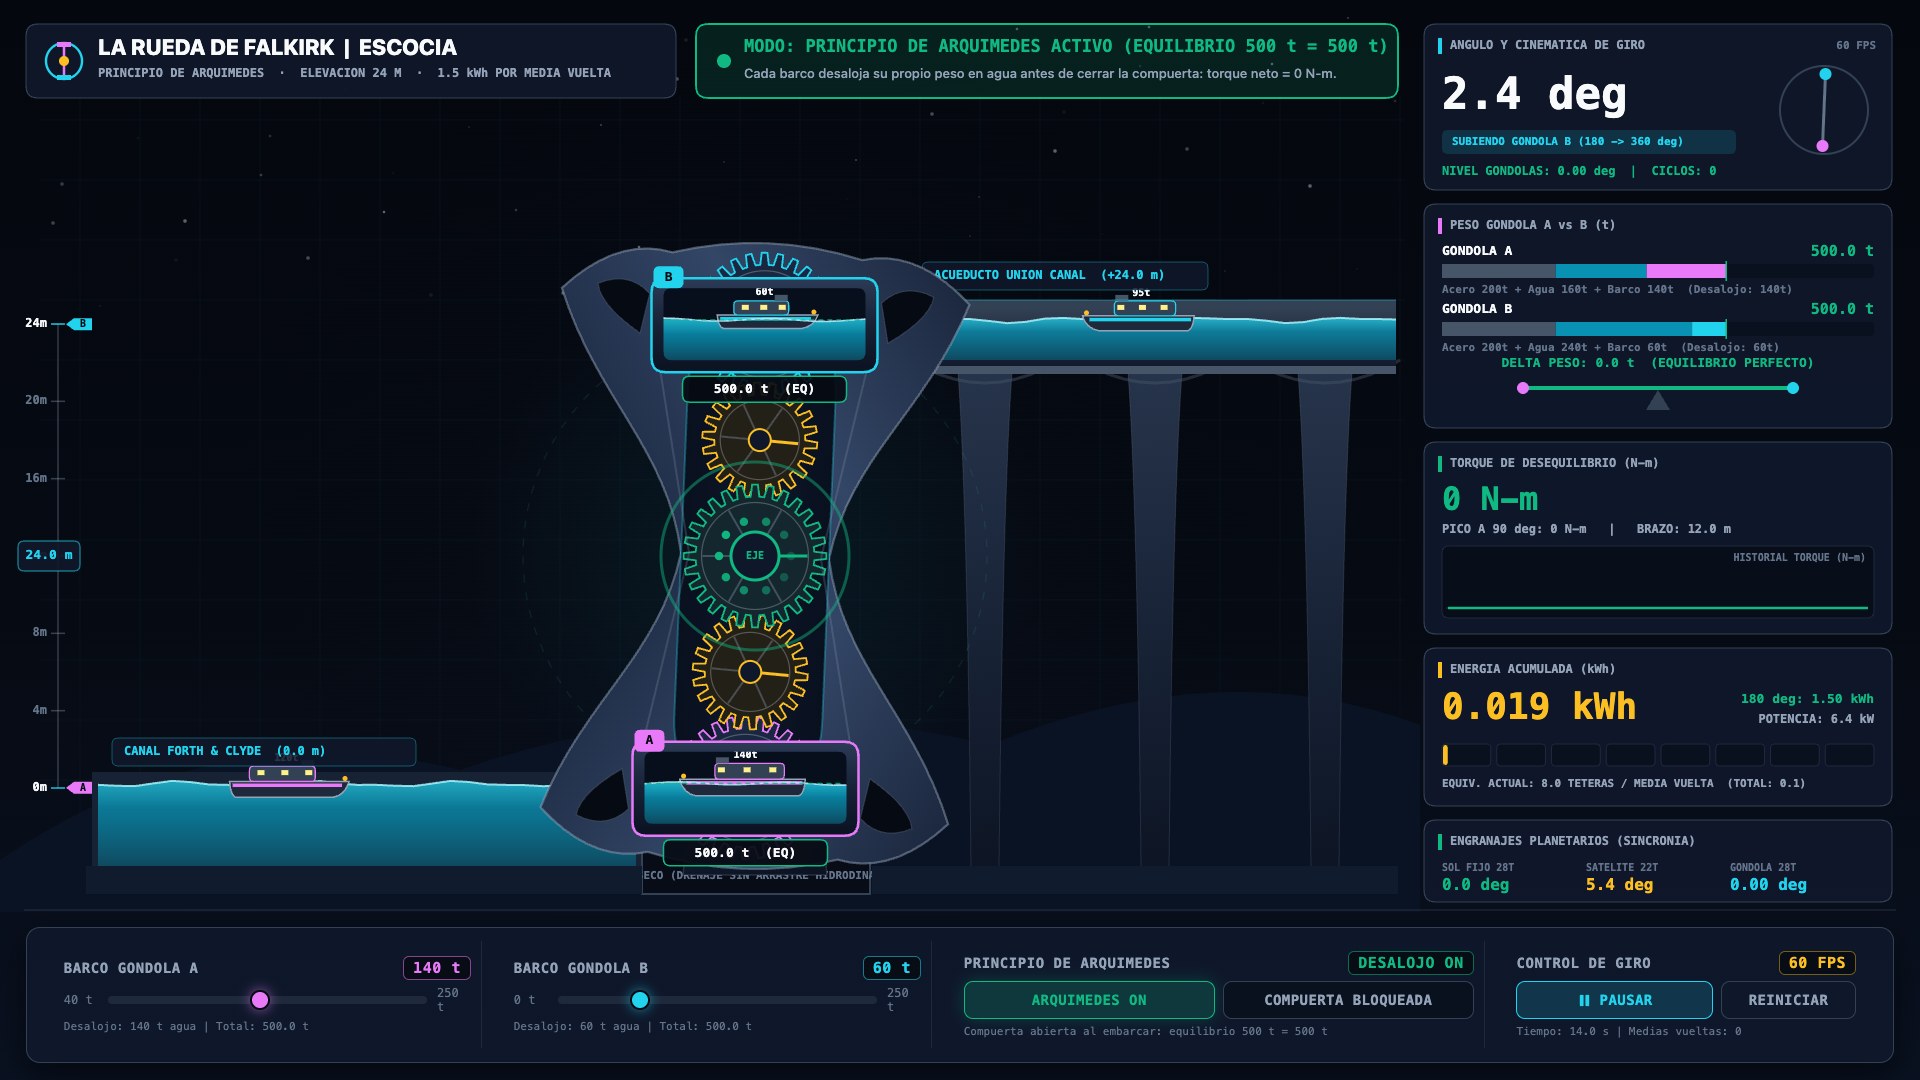 LA RUEDA DE FALKIRK | ESCOCIA
PRINCIPIO DE ARQUIMEDES · ELEVACION 24 M · 1.5 kWh POR MEDIA VUELTA
MODO: PRINCIPIO DE ARQUIMEDES ACTIVO (EQUILIBRIO 500 t = 500 t)
Cada barco desaloja su propio peso en agua antes de cerrar la compuerta: torque neto = 0 N-m.
24m
B
20m
16m
24.0 m
8m
4m
0m
A
CANAL FORTH & CLYDE (0.0 m)
120t
B
60t
500.0 t (EQ)
EJE
A
140t
500.0 t (EQ)
ECO (DRENAJE SIN ARRASTRE HIDRODIN
ACUEDUCTO UNION CANAL (+24.0 m)
95t
ANGULO Y CINEMATICA DE GIRO
60 FPS
2.4 deg
SUBIENDO GONDOLA B (180 -> 360 deg)
NIVEL GONDOLAS: 0.00 deg | CICLOS: 0
PESO GONDOLA A vs B (t)
GONDOLA A
500.0 t
Acero 200t + Agua 160t + Barco 140t (Desalojo: 140t)
GONDOLA B
500.0 t
Acero 200t + Agua 240t + Barco 60t (Desalojo: 60t)
DELTA PESO: 0.0 t (EQUILIBRIO PERFECTO)
TORQUE DE DESEQUILIBRIO (N-m)
0 N-m
PICO A 90 deg: 0 N-m | BRAZO: 12.0 m
HISTORIAL TORQUE (N-m)
ENERGIA ACUMULADA (kWh)
0.019 kWh
180 deg: 1.50 kWh
POTENCIA: 6.4 kW
EQUIV. ACTUAL: 8.0 TETERAS / MEDIA VUELTA (TOTAL: 0.1)
ENGRANAJES PLANETARIOS (SINCRONIA)
SOL FIJO 28T
SATELITE 22T
GONDOLA 28T
0.0 deg
5.4 deg
0.00 deg
BARCO GONDOLA A
140 t
40 t
250 t
Desalojo: 140 t agua | Total: 500.0 t
BARCO GONDOLA B
60 t
0 t
250 t
Desalojo: 60 t agua | Total: 500.0 t
PRINCIPIO DE ARQUIMEDES
DESALOJO ON
ARQUIMEDES ON
COMPUERTA BLOQUEADA
Compuerta abierta al embarcar: equilibrio 500 t = 500 t
CONTROL DE GIRO
60 FPS
PAUSAR
REINICIAR
Tiempo: 14.0 s | Medias vueltas: 0